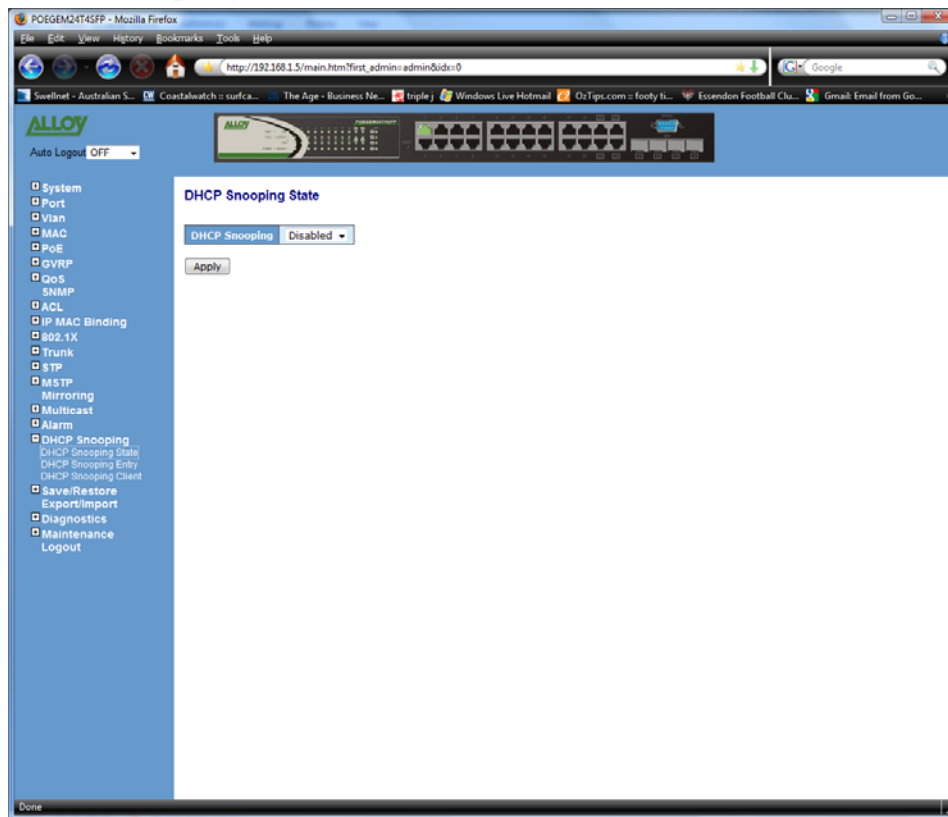 POEGEM24T4SFP - Mozilla Firefox
File Edit View History Bookmarks Tools Help
http://192.168.1.5/main.htm?first_admin=admin&idx=0
Google
Swellnet - Australian S... Coastalwatch :: surfca... The Age - Business Ne... triple j Windows Live Hotmail OzTips.com :: footy ti... Essendon Football Clu... Gmail: Email from Go...
ALLOY
Auto Logout OFF
ALLOY
System
Port
Vlan
MAC
PoE
GVRP
QoS
SNMP
ACL
IP MAC Binding
802.1X
Trunk
STP
MSTP
Mirroring
Multicast
Alarm
DHCP Snooping
DHCP Snooping State
DHCP Snooping Entry
DHCP Snooping Client
Save/Restore
Export/Import
Diagnostics
Maintenance
Logout
DHCP Snooping State
DHCP Snooping Disabled
Apply
Done